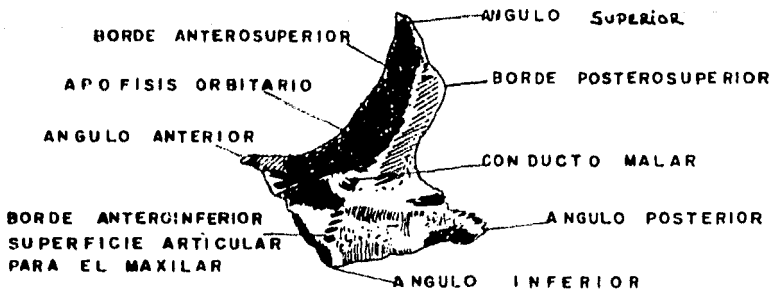 ANGULO SUPERIOR
BORDE ANTEROSUPERIOR
APOFISIS ORBITARIO
BORDE POSTEROSUPERIOR
ANGULO ANTERIOR
CONDUCTO MALAR
BORDE ANTEROINFERIOR
SUPERFICIE ARTICULAR
PARA EL MAXILAR
ANGULO POSTERIOR
ANGULO INFERIOR